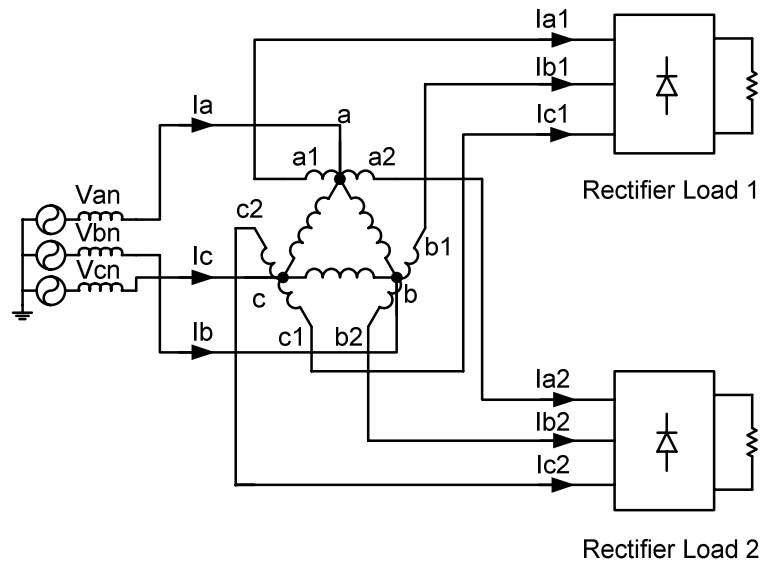 Ia1
Ib1
Ia
a
Ic1
a1 a2
Rectifier Load 1
Van
c2
Vbn
b1
Vcn
Ic
c
b
Ib
c1
b2
Ia2
Ib2
Ic2
Rectifier Load 2